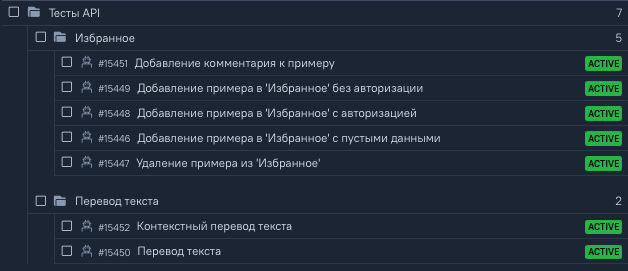 Тесты API 7
Избранное 5
#15451 Добавление комментария к примеру ACTIVE
#15449 Добавление примера в 'Избранное' без авторизации ACTIVE
#15448 Добавление примера в 'Избранное' с авторизацией ACTIVE
#15446 Добавление примера в 'Избранное' с пустыми данными ACTIVE
#15447 Удаление примера из 'Избранное' ACTIVE
Перевод текста 2
#15452 Контекстный перевод текста ACTIVE
#15450 Перевод текста ACTIVE